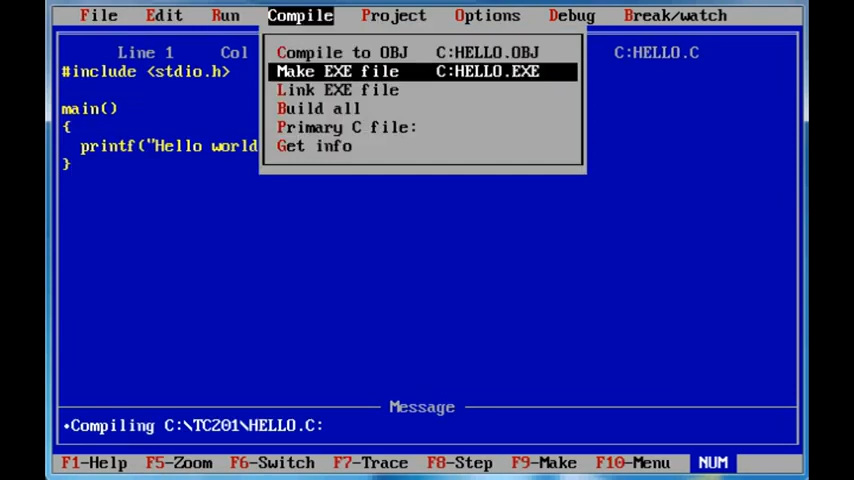 File Edit Run Compile Project Options Debug Break/watch
Line 1 Col C:HELLO.C
Compile to OBJ C:HELLO.OBJ
#include <stdio.h> Make EXE file C:HELLO.EXE
Link EXE file
main() Build all
{ Primary C file:
printf("Hello world Get info
}
Message
•Compiling C:\TC201\HELLO.C:
F1-Help F5-Zoom F6-Switch F7-Trace F8-Step F9-Make F10-Menu NUM